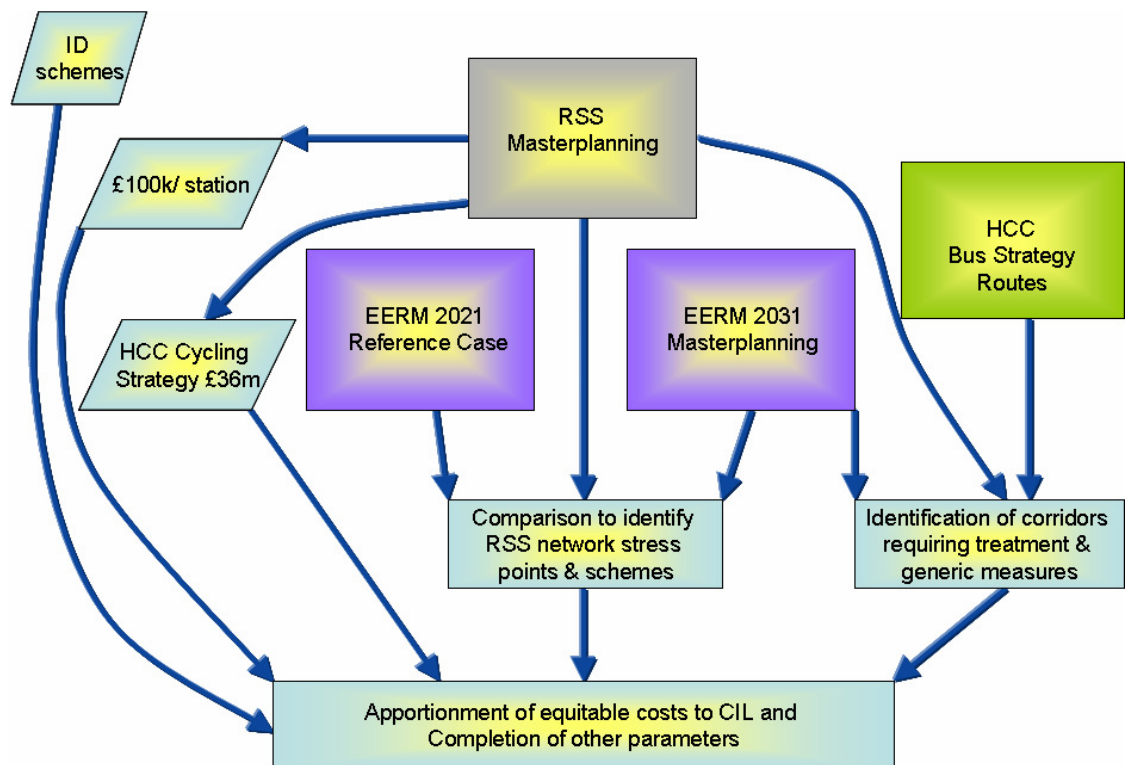 ID
schemes
RSS
Masterplanning
£100k/ station
HCC
Bus Strategy
Routes
EERM 2021
Reference Case
EERM 2031
Masterplanning
HCC Cycling
Strategy £36m
Comparison to identify
RSS network stress
points & schemes
Identification of corridors
requiring treatment &
generic measures
Apportionment of equitable costs to CIL and
Completion of other parameters